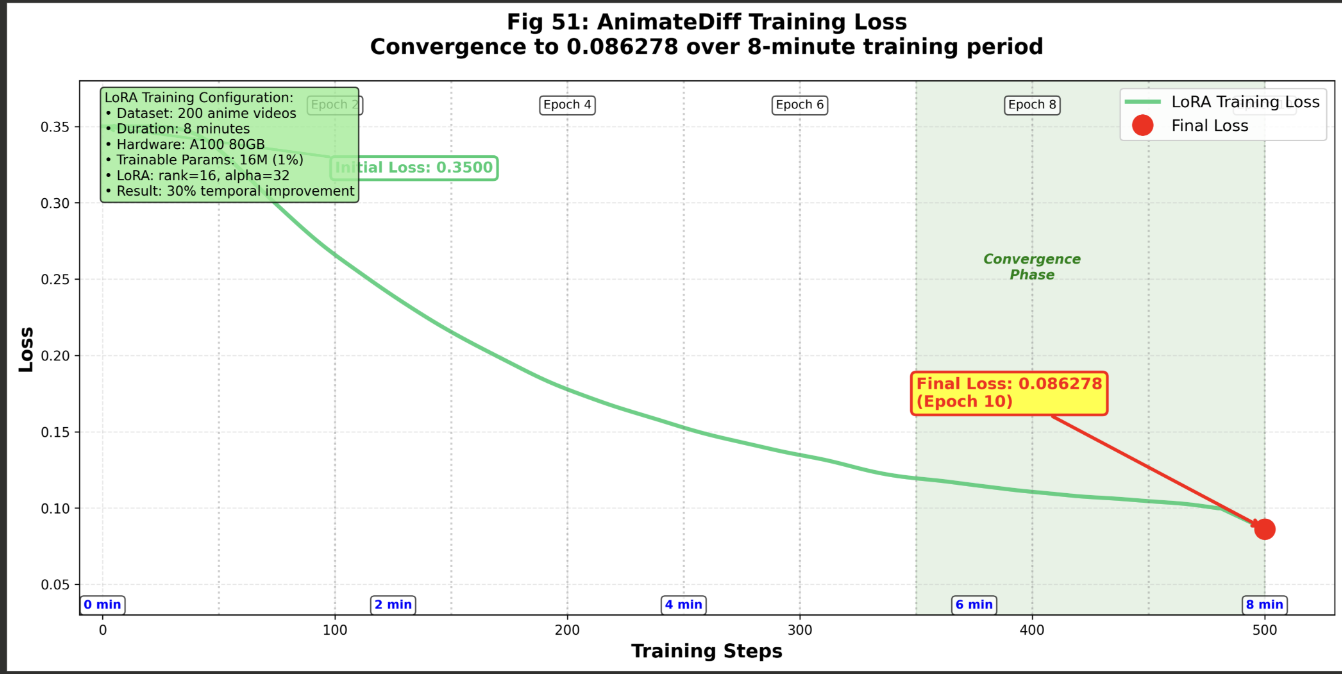 Fig 51: AnimateDiff Training Loss
Convergence to 0.086278 over 8-minute training period
LoRA Training Configuration:
• Dataset: 200 anime videos
• Duration: 8 minutes
• Hardware: A100 80GB
• Trainable Params: 16M (1%)
• LoRA: rank=16, alpha=32
• Result: 30% temporal improvement
Epoch 2
Epoch 4
Epoch 6
Epoch 8
LoRA Training Loss
Final Loss
Initial Loss: 0.3500
Convergence
Phase
Final Loss: 0.086278
(Epoch 10)
Loss
0.35
0.30
0.25
0.20
0.15
0.10
0.05
0 min
2 min
4 min
6 min
8 min
0
100
200
300
400
500
Training Steps